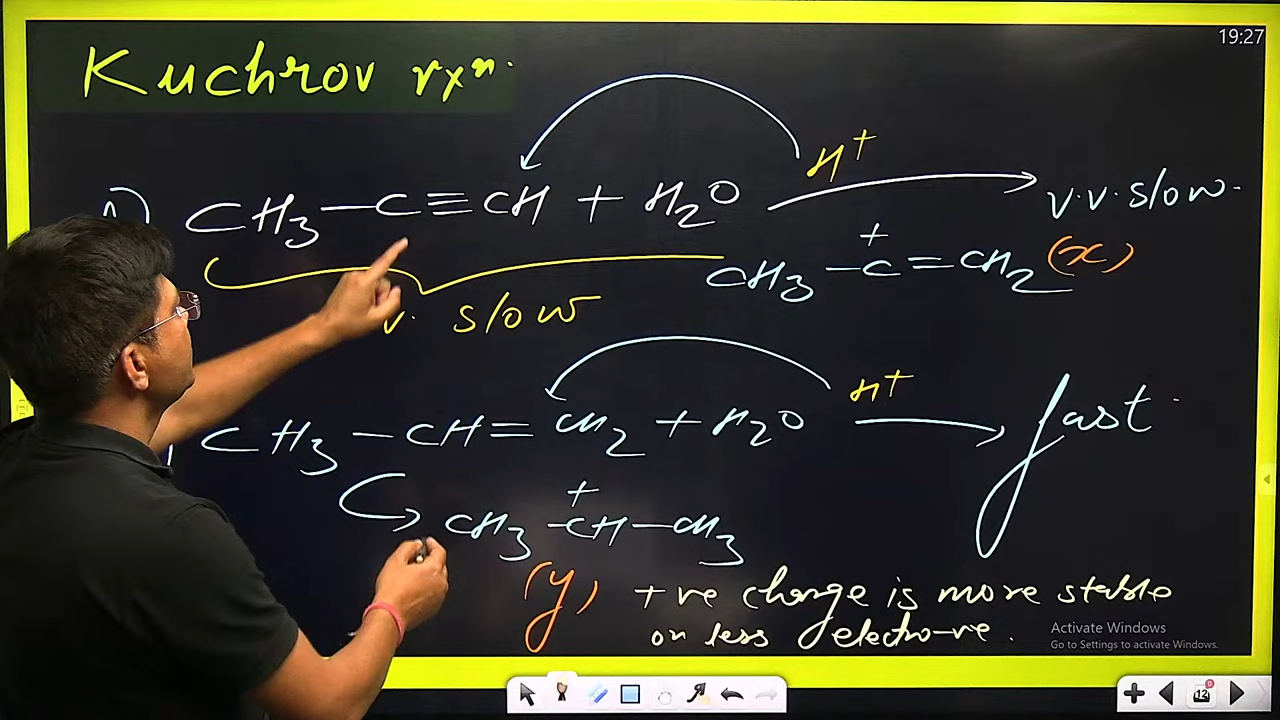 19:27
Kuchrov rxn.
CH3—C≡CH + H2O H+ v.v. slow.
CH3—C+=CH2 (x)
v. slow
CH3—CH=CH2 + H2O H+ fast.
CH3—C+H—CH3
(y) +ve charge is more stable
on less electro-ve.
Activate Windows
Go to Settings to activate Windows.
12